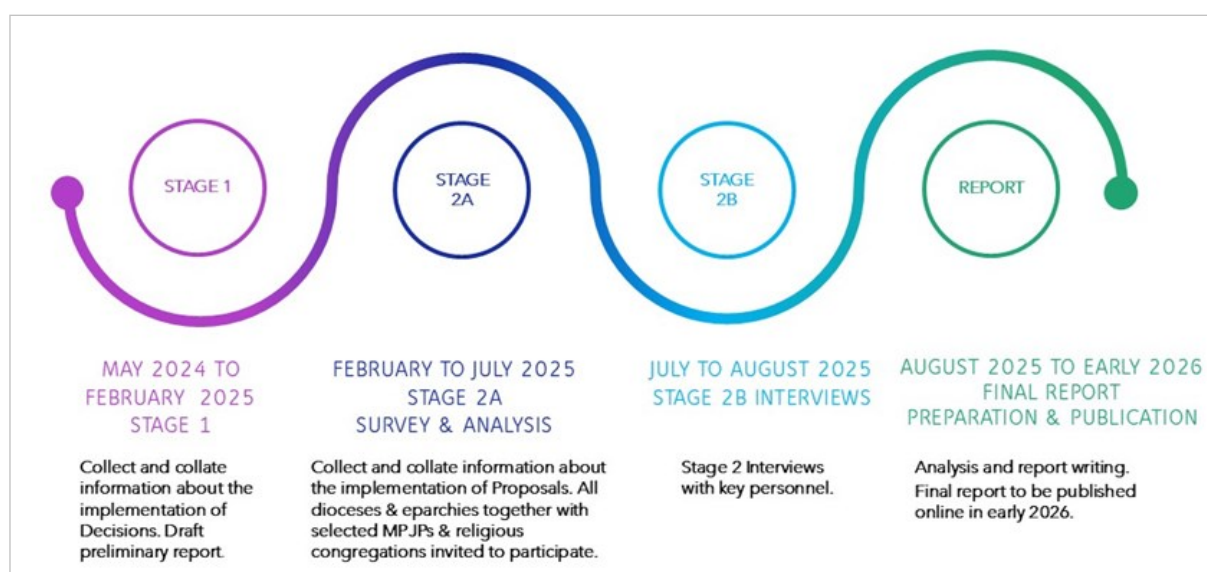 STAGE 1
STAGE
2A
STAGE
2B
REPORT
MAY 2024 TO
FEBRUARY 2025
STAGE 1
Collect and collate
information about the
implementation of
Decisions. Draft
preliminary report.
FEBRUARY TO JULY 2025
STAGE 2A
SURVEY & ANALYSIS
Collect and collate information about
the implementation of Proposals. All
dioceses & eparchies together with
selected MPJPs & religious
congregations invited to participate.
JULY TO AUGUST 2025
STAGE 2B INTERVIEWS
Stage 2 Interviews
with key personnel.
AUGUST 2025 TO EARLY 2026
FINAL REPORT
PREPARATION & PUBLICATION
Analysis and report writing.
Final report to be published
online in early 2026.